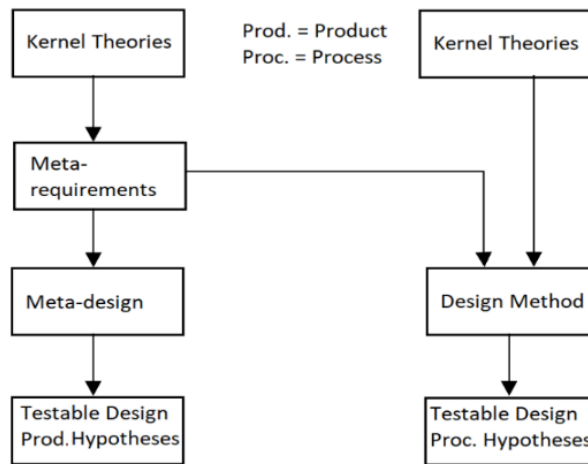 Kernel Theories
Prod. = Product
Proc. = Process
Kernel Theories
Meta-
requirements
Meta-design
Design Method
Testable Design
Prod. Hypotheses
Testable Design
Proc. Hypotheses